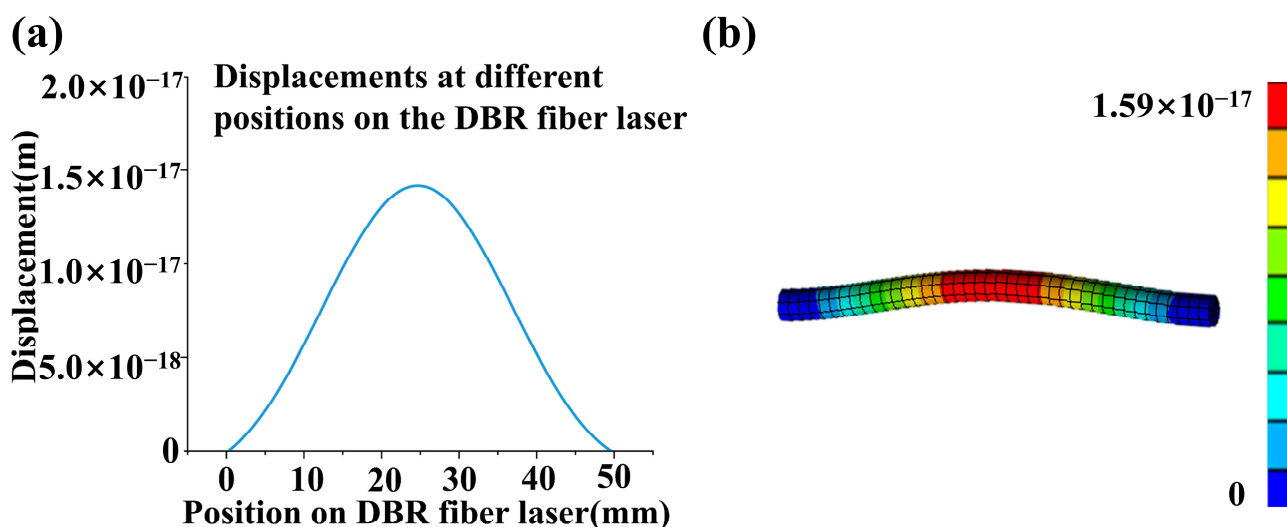 (a)
Displacements at different
positions on the DBR fiber laser
Displacement(m)
2.0×10⁻¹⁷
1.5×10⁻¹⁷
1.0×10⁻¹⁷
5.0×10⁻¹⁸
0
0 10 20 30 40 50
Position on DBR fiber laser(mm)
(b)
1.59×10⁻¹⁷
0